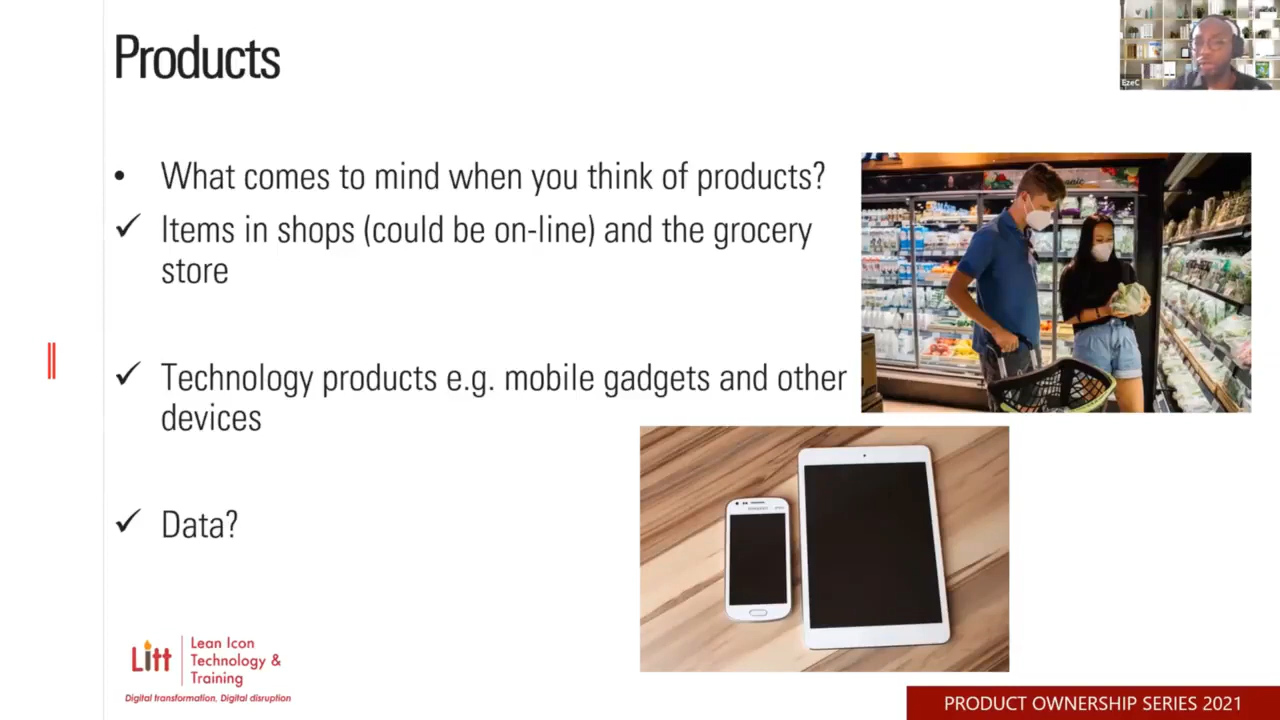 Products
EzeC
• What comes to mind when you think of products?
✓ Items in shops (could be on-line) and the grocery
store
✓ Technology products e.g. mobile gadgets and other
devices
✓ Data?
Litt
Lean Icon
Technology &
Training
Digital transformation, Digital disruption
PRODUCT OWNERSHIP SERIES 2021